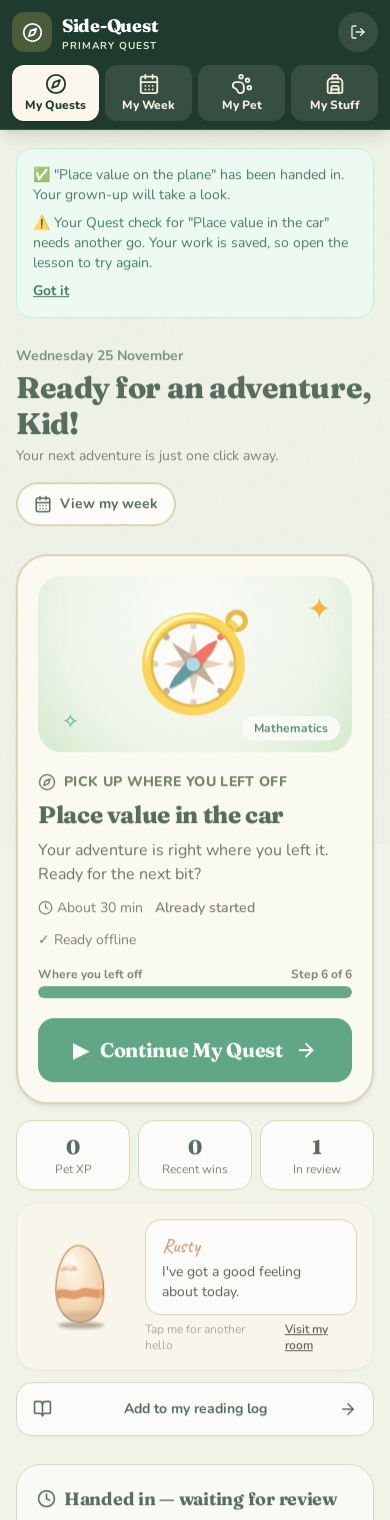 Side-Quest
PRIMARY QUEST
My Quests
My Week
My Pet
My Stuff
✅ "Place value on the plane" has been handed in.
Your grown-up will take a look.
⚠️ Your Quest check for "Place value in the car"
needs another go. Your work is saved, so open the
lesson to try again.
Got it
Wednesday 25 November
Ready for an adventure,
Kid!
Your next adventure is just one click away.
View my week
Mathematics
PICK UP WHERE YOU LEFT OFF
Place value in the car
Your adventure is right where you left it.
Ready for the next bit?
About 30 min Already started
✓ Ready offline
Where you left off Step 6 of 6
▶ Continue My Quest →
0
Pet XP
0
Recent wins
1
In review
Rusty
I've got a good feeling
about today.
Tap me for another
hello
Visit my
room
Add to my reading log →
Handed in — waiting for review